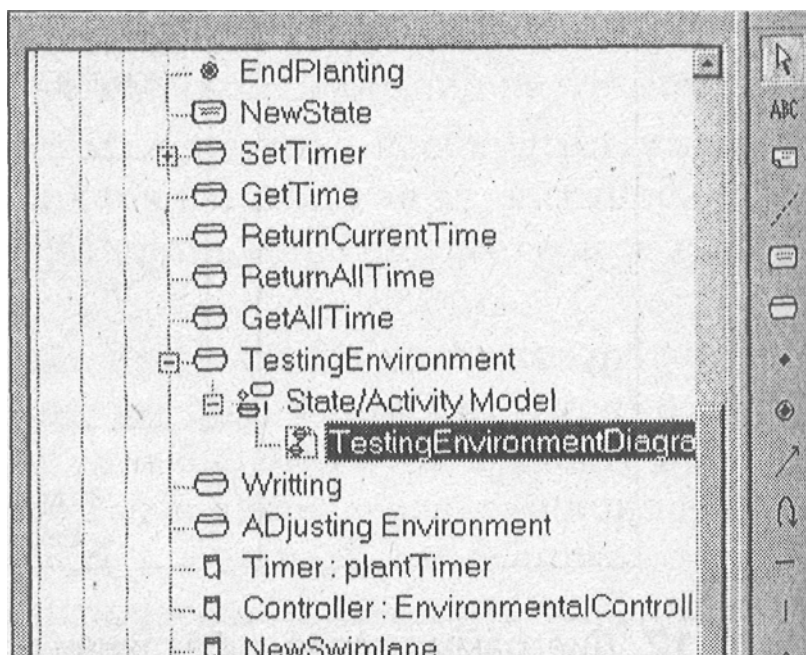 EndPlanting
NewState
SetTimer
GetTime
ReturnCurrentTime
ReturnAllTime
GetAllTime
TestingEnvironment
State/Activity Model
TestingEnvironmentDiagra
Writting
ADjusting Environment
Timer : plantTimer
Controller : EnvironmentalControll
NewSwimlane
ABC